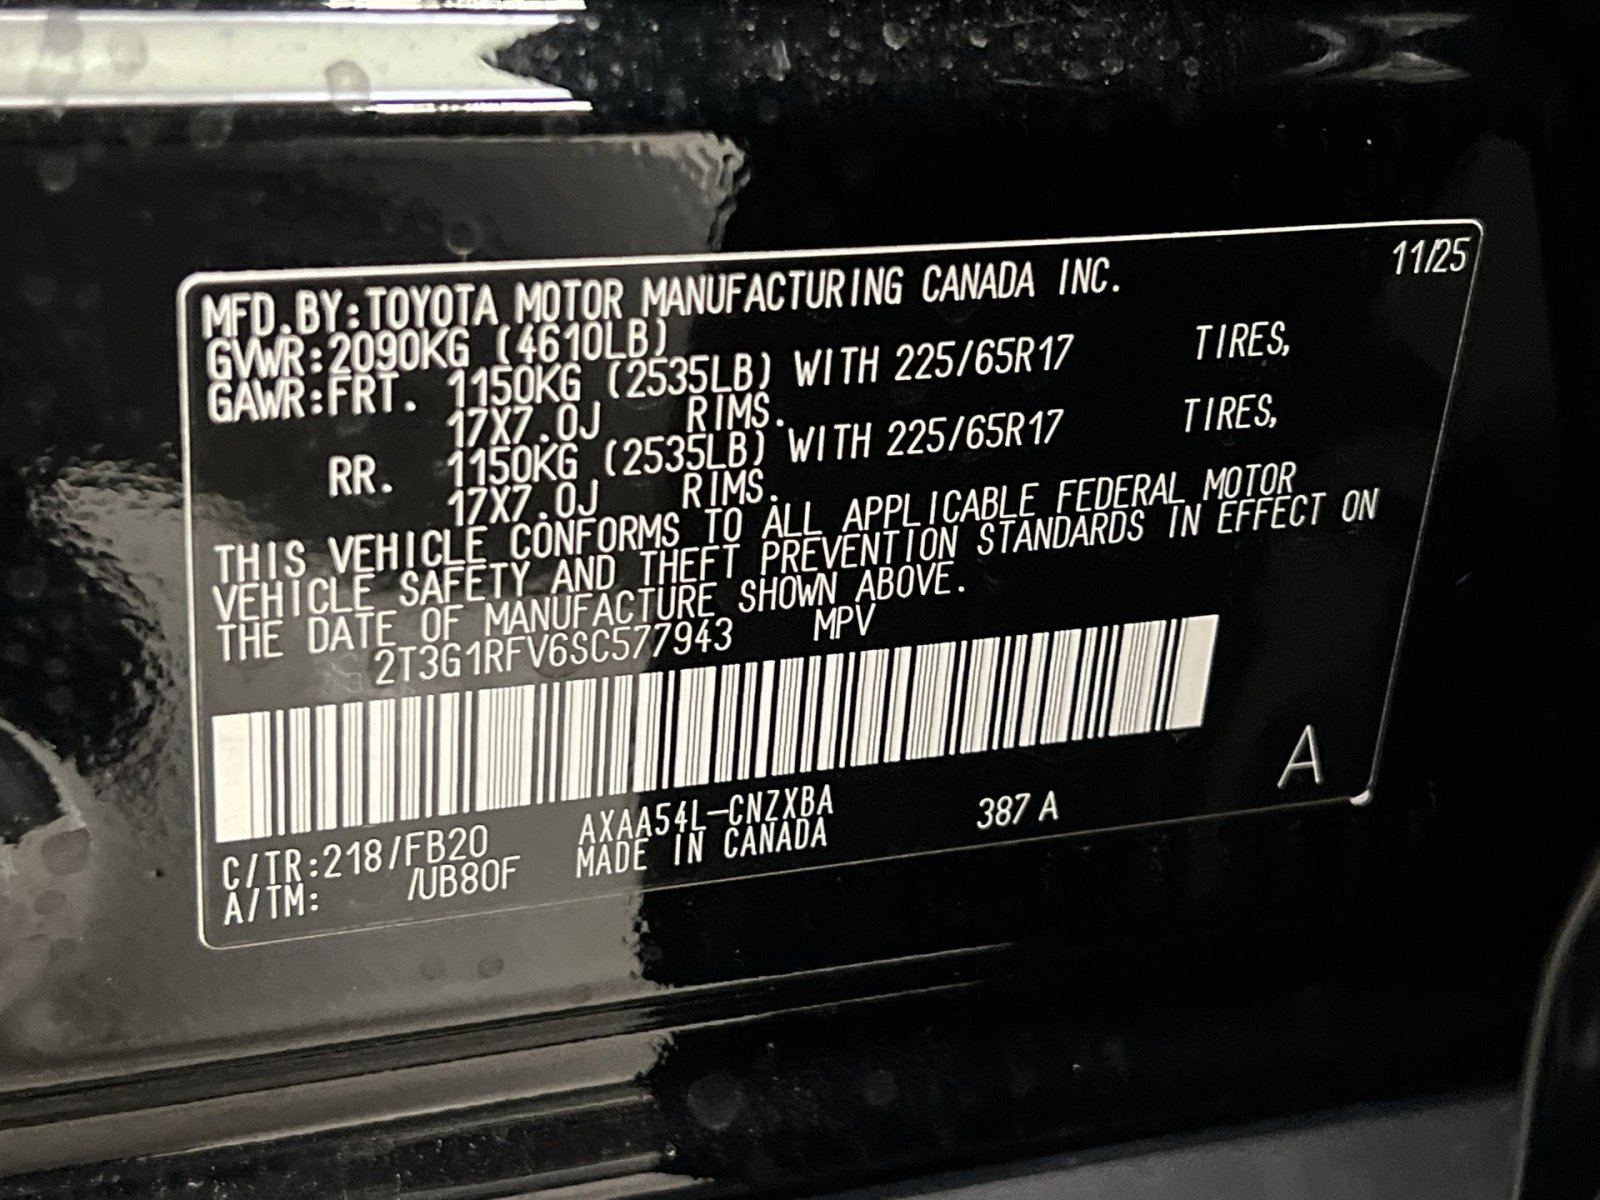 11/25
MFD.BY:TOYOTA MOTOR MANUFACTURING CANADA INC.
GVWR:2090KG (4610LB)
GAWR:FRT. 1150KG (2535LB) WITH 225/65R17 TIRES,
17X7.0J RIMS.
RR. 1150KG (2535LB) WITH 225/65R17 TIRES,
17X7.0J RIMS.
THIS VEHICLE CONFORMS TO ALL APPLICABLE FEDERAL MOTOR
VEHICLE SAFETY AND THEFT PREVENTION STANDARDS IN EFFECT ON
THE DATE OF MANUFACTURE SHOWN ABOVE.
2T3G1RFV6SC577943 MPV
A
C/TR:218/FB20 AXAA54L-CNZXBA 387 A
A/TM: /UB80F MADE IN CANADA